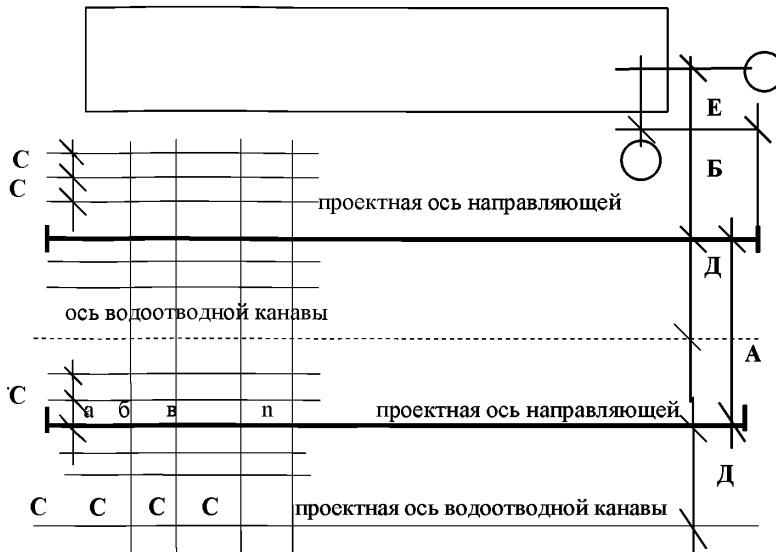 Е
С
С
Б
проектная ось направляющей
Д
ось водоотводной канавы
А
С
а б в n
проектная ось направляющей
Д
С С С С
проектная ось водоотводной канавы